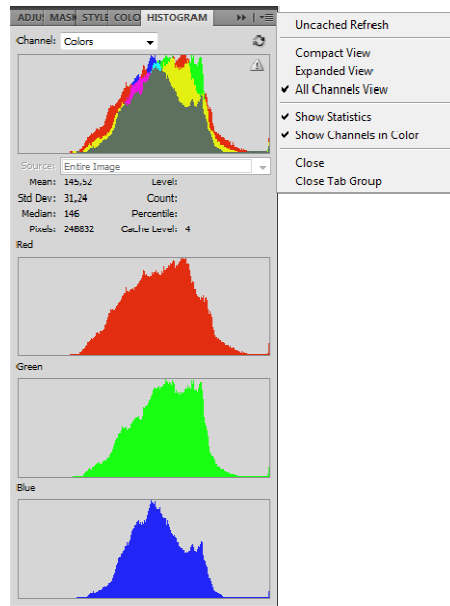 ADJUS MASK STYLE COLO HISTOGRAM
Channel: Colors
Source: Entire Image
Mean: 145,52 Level:
Std Dev: 31,24 Count:
Median: 146 Percentile:
Pixels: 248832 Cache Level: 4
Red
Green
Blue
Uncached Refresh
Compact View
Expanded View
All Channels View
Show Statistics
Show Channels in Color
Close
Close Tab Group